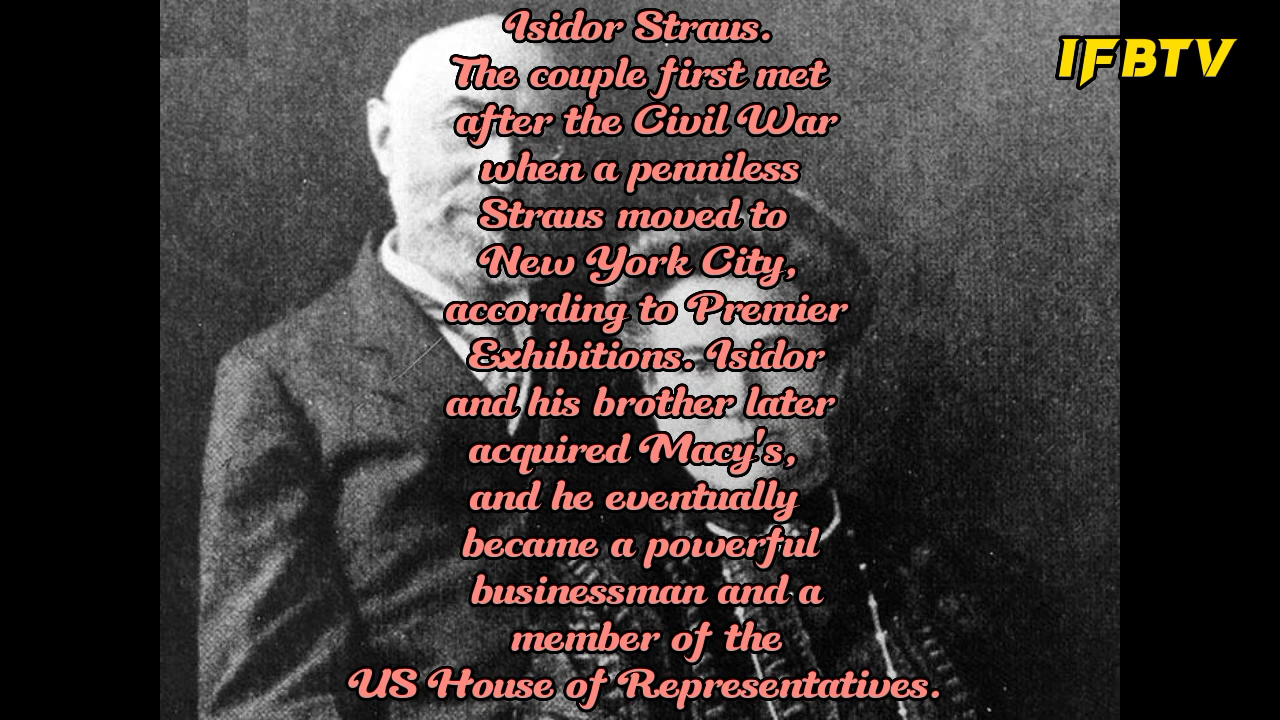 Isidor Straus.
The couple first met
after the Civil War
when a penniless
Straus moved to
New York City,
according to Premier
Exhibitions. Isidor
and his brother later
acquired Macy's,
and he eventually
became a powerful
businessman and a
member of the
US House of Representatives.
IFBTV